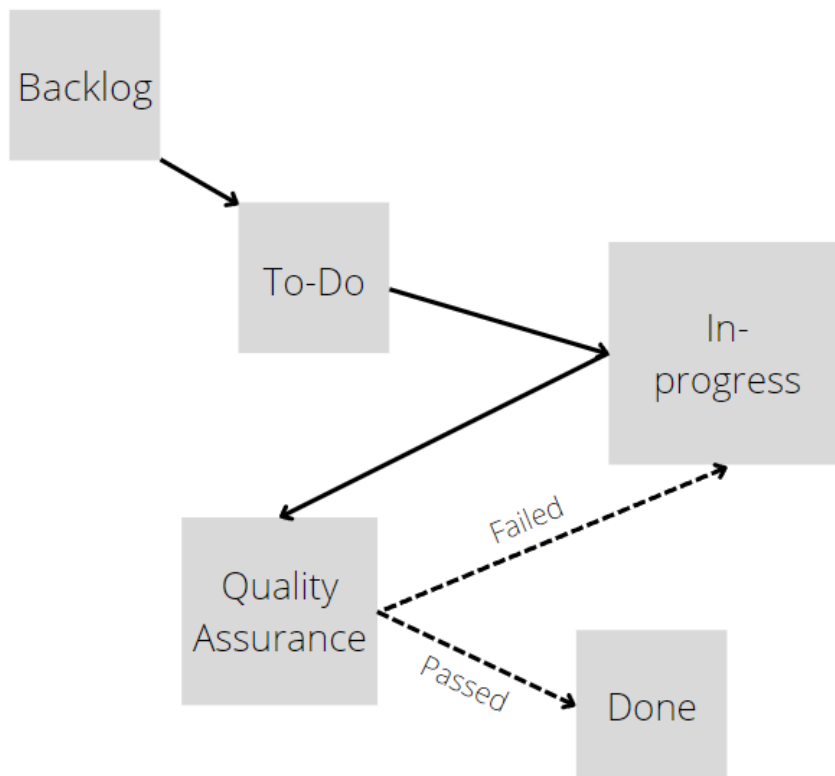 Backlog
To-Do
In-
progress
Failed
Quality
Assurance
Passed
Done